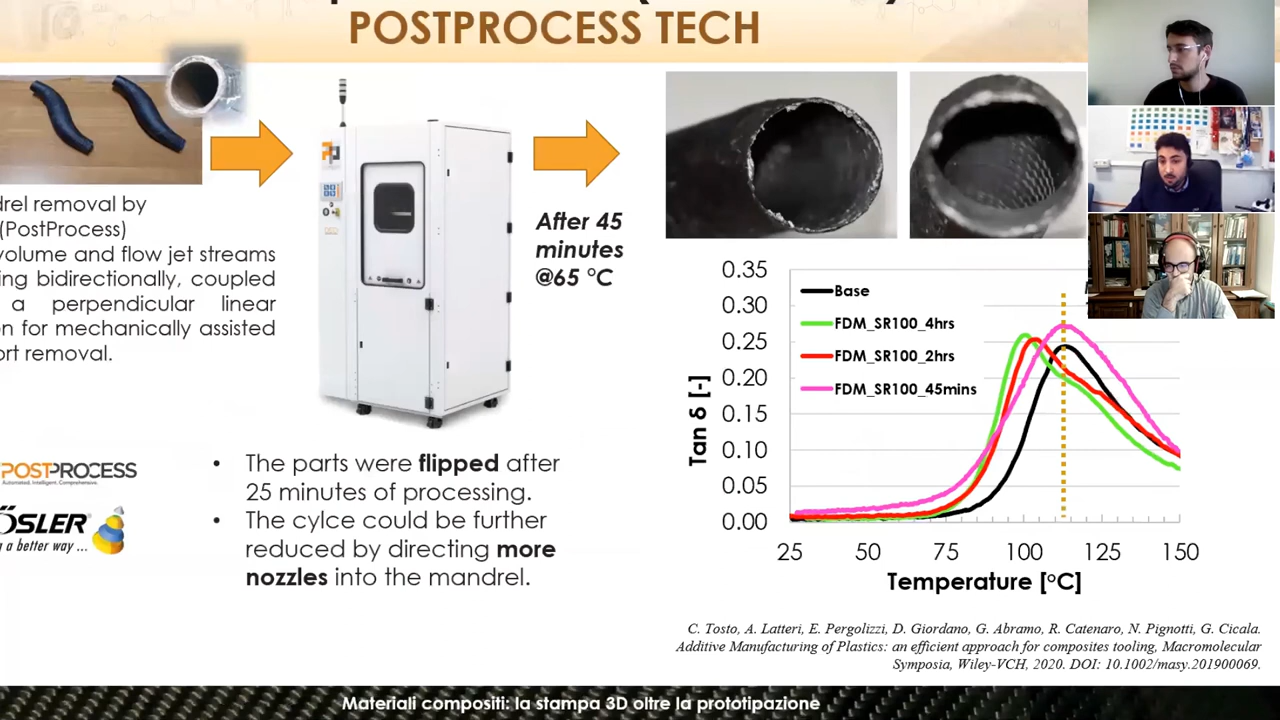 POSTPROCESS TECH
drel removal by
(PostProcess)
volume and flow jet streams
ing bidirectionally, coupled
a perpendicular linear
n for mechanically assisted
ort removal.
After 45
minutes
@65 °C
POSTPROCESS
Automated. Intelligent. Comprehensive.
ÖSLER
g a better way ...
• The parts were flipped after
25 minutes of processing.
• The cylce could be further
reduced by directing more
nozzles into the mandrel.
0.35
0.30
0.25
0.20
0.15
0.10
0.05
0.00
Tan δ [-]
Base
FDM_SR100_4hrs
FDM_SR100_2hrs
FDM_SR100_45mins
25 50 75 100 125 150
Temperature [°C]
C. Tosto, A. Latteri, E. Pergolizzi, D. Giordano, G. Abramo, R. Catenaro, N. Pignotti, G. Cicala.
Additive Manufacturing of Plastics: an efficient approach for composites tooling, Macromolecular
Symposia, Wiley-VCH, 2020. DOI: 10.1002/masy.201900069.
Materiali compositi: la stampa 3D oltre la prototipazione